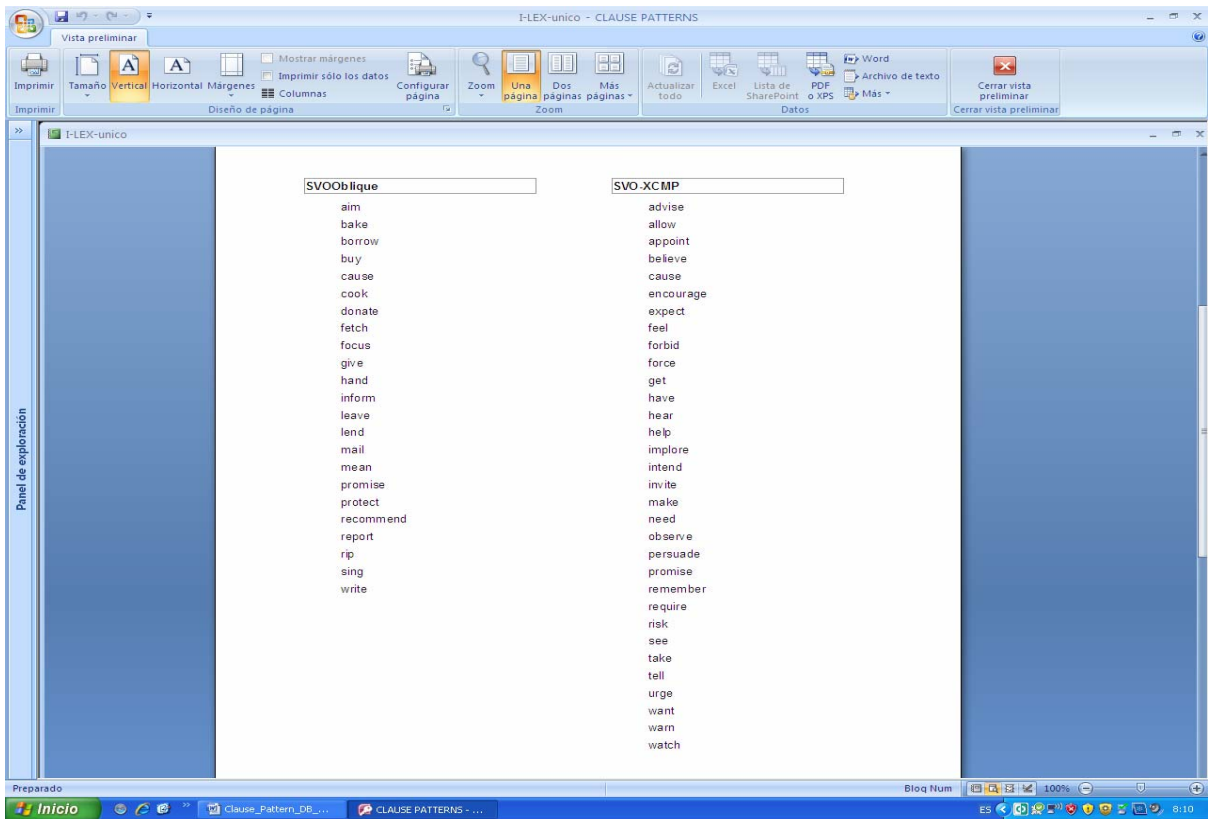 I-LEX-unico - CLAUSE PATTERNS
Vista preliminar
Imprimir
Tamaño
Vertical
Horizontal
Márgenes
Mostrar márgenes
Imprimir sólo los datos
Columnas
Configurar página
Zoom
Una página
Dos páginas
Más páginas
Actualizar todo
Excel
Lista de SharePoint
PDF o XPS
Word
Archivo de texto
Más
Cerrar vista preliminar
Imprimir
Diseño de página
Zoom
Datos
Cerrar vista preliminar
I-LEX-unico
Panel de exploración
SVOOblique
aim
bake
borrow
buy
cause
cook
donate
fetch
focus
give
hand
inform
leave
lend
mail
mean
promise
protect
recommend
report
rip
sing
write
SVO-XCMP
advise
allow
appoint
believe
cause
encourage
expect
feel
forbid
force
get
have
hear
help
implore
intend
invite
make
need
observe
persuade
promise
remember
require
risk
see
take
tell
urge
want
warn
watch
Preparado
Bloq Num
100%
Inicio
Clause_Pattern_DB_...
CLAUSE PATTERNS - ...
ES
8:10